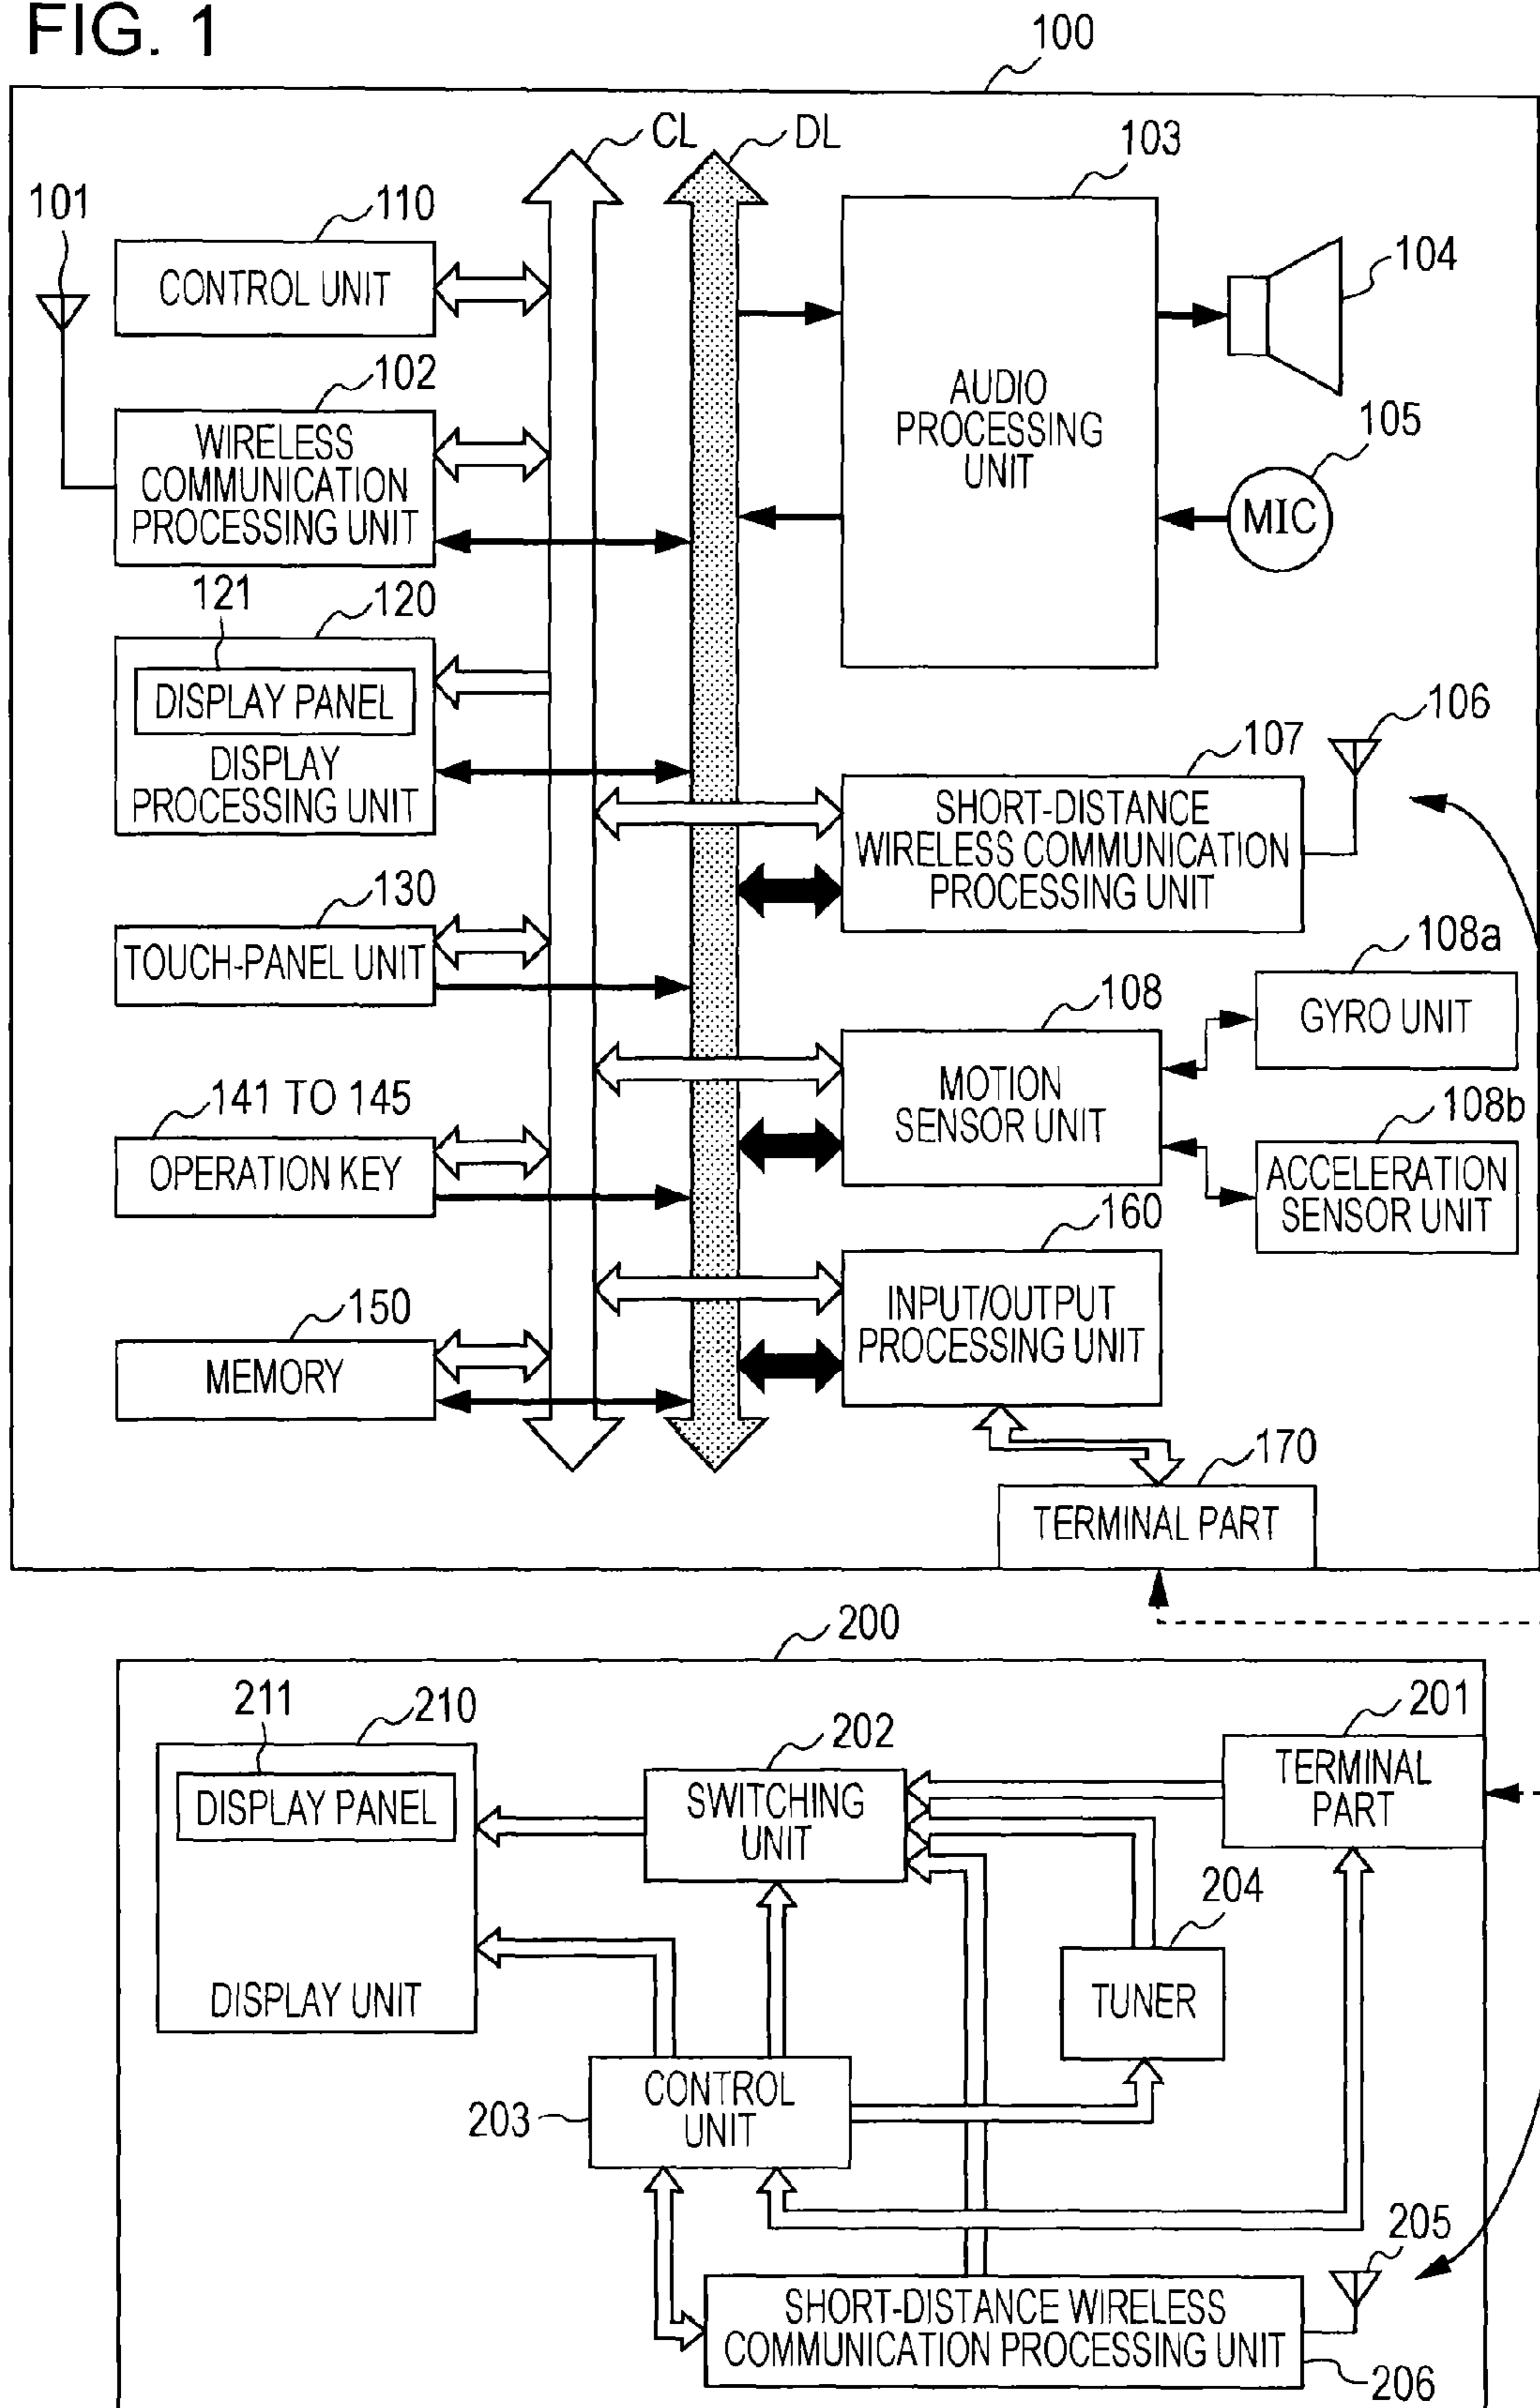 FIG. 1
100
CL
DL
103
101
110
CONTROL UNIT
104
102
WIRELESS
COMMUNICATION
PROCESSING UNIT
AUDIO
PROCESSING
UNIT
105
MIC
121
120
DISPLAY PANEL
DISPLAY
PROCESSING UNIT
106
107
SHORT-DISTANCE
WIRELESS COMMUNICATION
PROCESSING UNIT
130
TOUCH-PANEL UNIT
108a
GYRO UNIT
108
MOTION
SENSOR UNIT
141 TO 145
OPERATION KEY
108b
ACCELERATION
SENSOR UNIT
160
INPUT/OUTPUT
PROCESSING UNIT
150
MEMORY
170
TERMINAL PART
200
211
210
DISPLAY PANEL
DISPLAY UNIT
202
SWITCHING
UNIT
201
TERMINAL
PART
204
TUNER
203
CONTROL
UNIT
205
SHORT-DISTANCE WIRELESS
COMMUNICATION PROCESSING UNIT
206